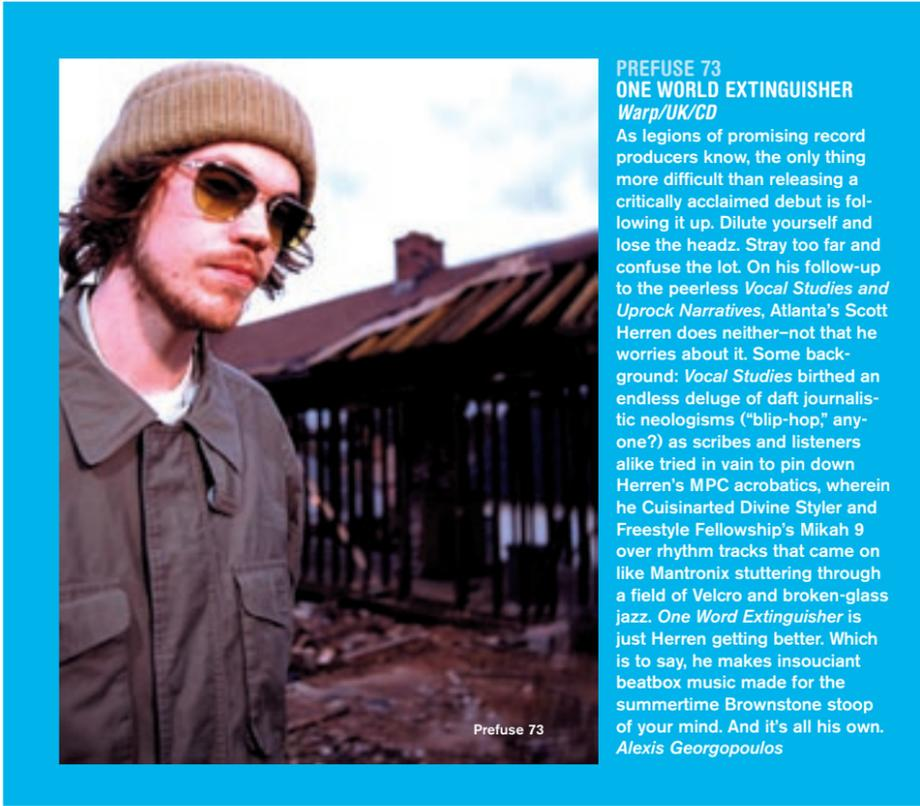 PREFUSE 73
ONE WORLD EXTINGUISHER
Warp/UK/CD
As legions of promising record
producers know, the only thing
more difficult than releasing a
critically acclaimed debut is fol-
lowing it up. Dilute yourself and
lose the headz. Stray too far and
confuse the lot. On his follow-up
to the peerless Vocal Studies and
Uprock Narratives, Atlanta's Scott
Herren does neither–not that he
worries about it. Some back-
ground: Vocal Studies birthed an
endless deluge of daft journalis-
tic neologisms (“blip-hop,” any-
one?) as scribes and listeners
alike tried in vain to pin down
Herren's MPC acrobatics, wherein
he Cuisinarted Divine Styler and
Freestyle Fellowship's Mikah 9
over rhythm tracks that came on
like Mantronix stuttering through
a field of Velcro and broken-glass
jazz. One Word Extinguisher is
just Herren getting better. Which
is to say, he makes insouciant
beatbox music made for the
summertime Brownstone stoop
of your mind. And it's all his own.
Alexis Georgopoulos
Prefuse 73